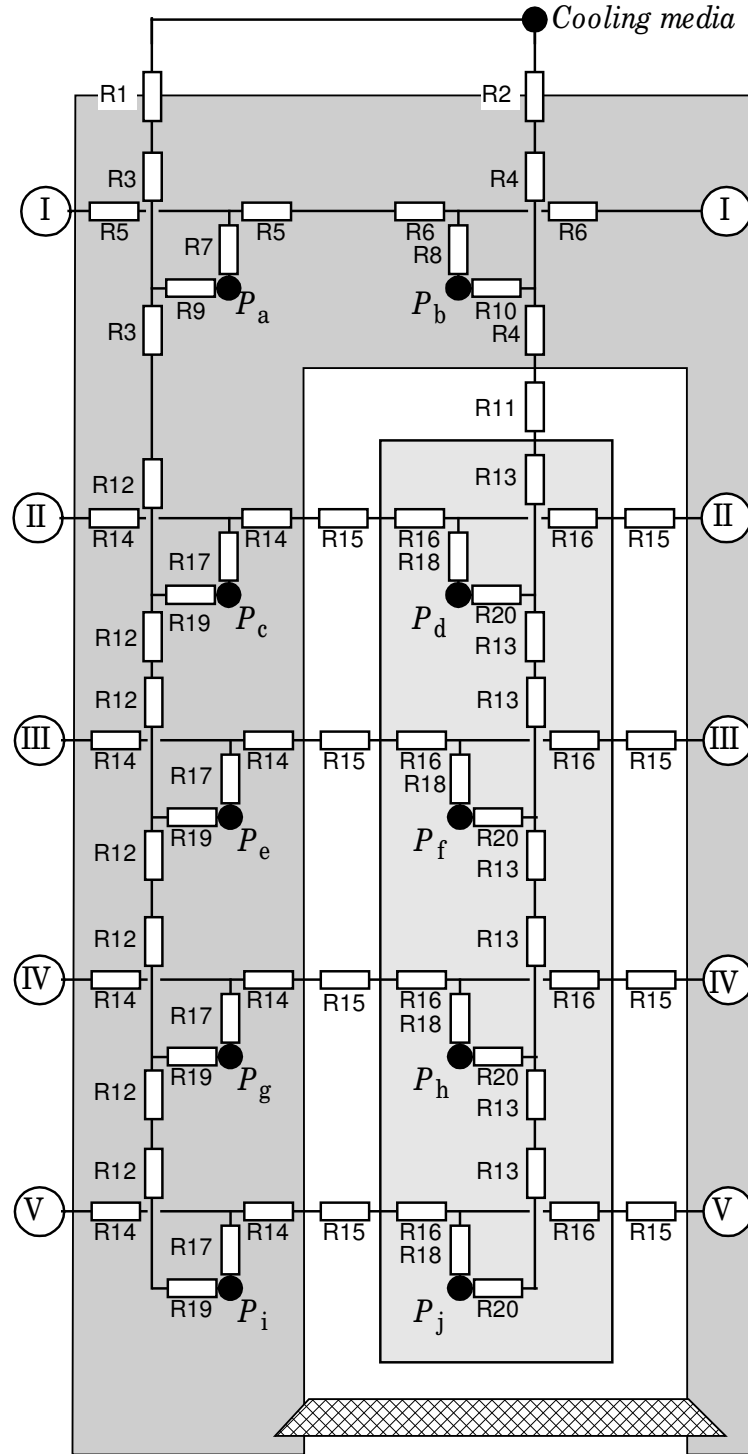 Cooling media
R1 R2
R3 R4
I I
R5 R5 R6 R6
R7 R8
R9 Pa Pb R10
R3 R4
R11
R12 R13
II II
R14 R14 R15 R16 R16 R15
R17 R18
R19 Pc Pd R20
R12 R13
R12 R13
III III
R14 R14 R15 R16 R16 R15
R17 R18
R19 Pe Pf R20
R12 R13
R12 R13
IV IV
R14 R14 R15 R16 R16 R15
R17 R18
R19 Pg Ph R20
R12 R13
R12 R13
V V
R14 R14 R15 R16 R16 R15
R17 R18
R19 Pi Pj R20